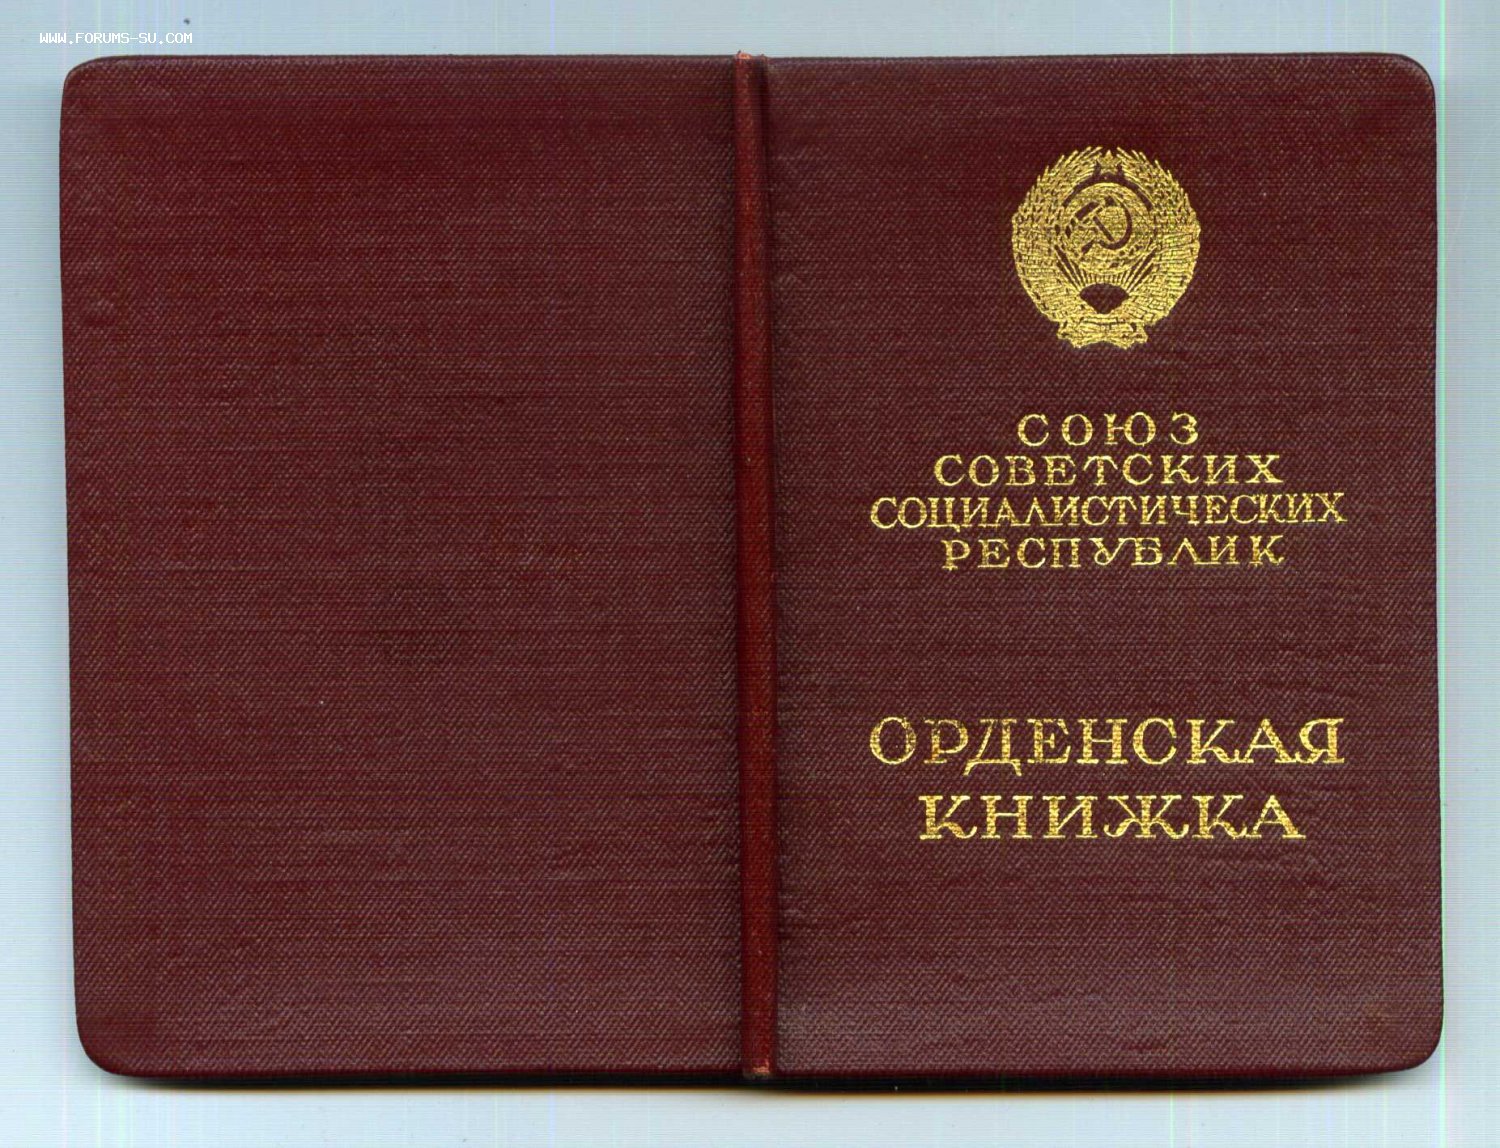 WWW.FORUMS-SU.COM
СОЮЗ
СОВЕТСКИХ
СОЦИАЛИСТИЧЕСКИХ
РЕСПУБЛИК
ОРДЕНСКАЯ
КНИЖКА